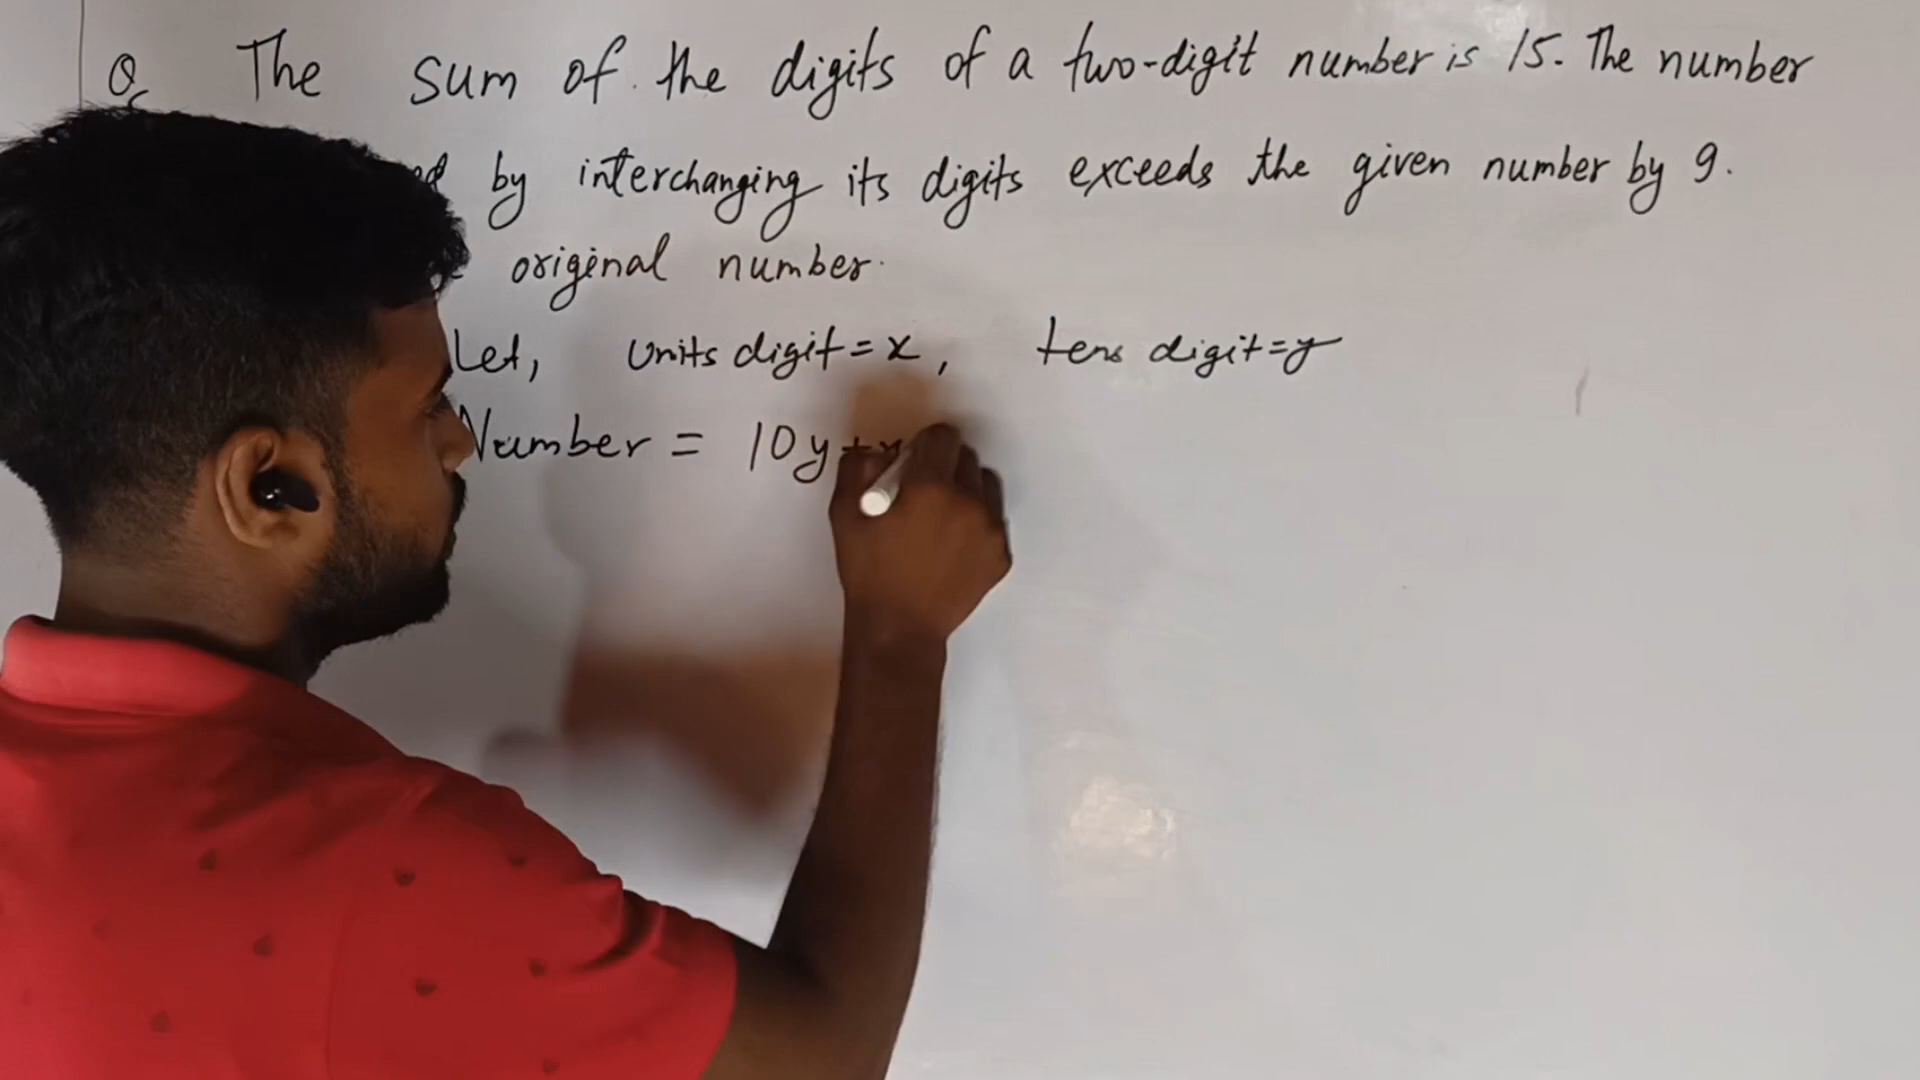 Q The sum of the digits of a two-digit number is 15. The number
by interchanging its digits exceeds the given number by 9.
original number.
Let, Units digit = x, tens digit = y
Number = 10y + x